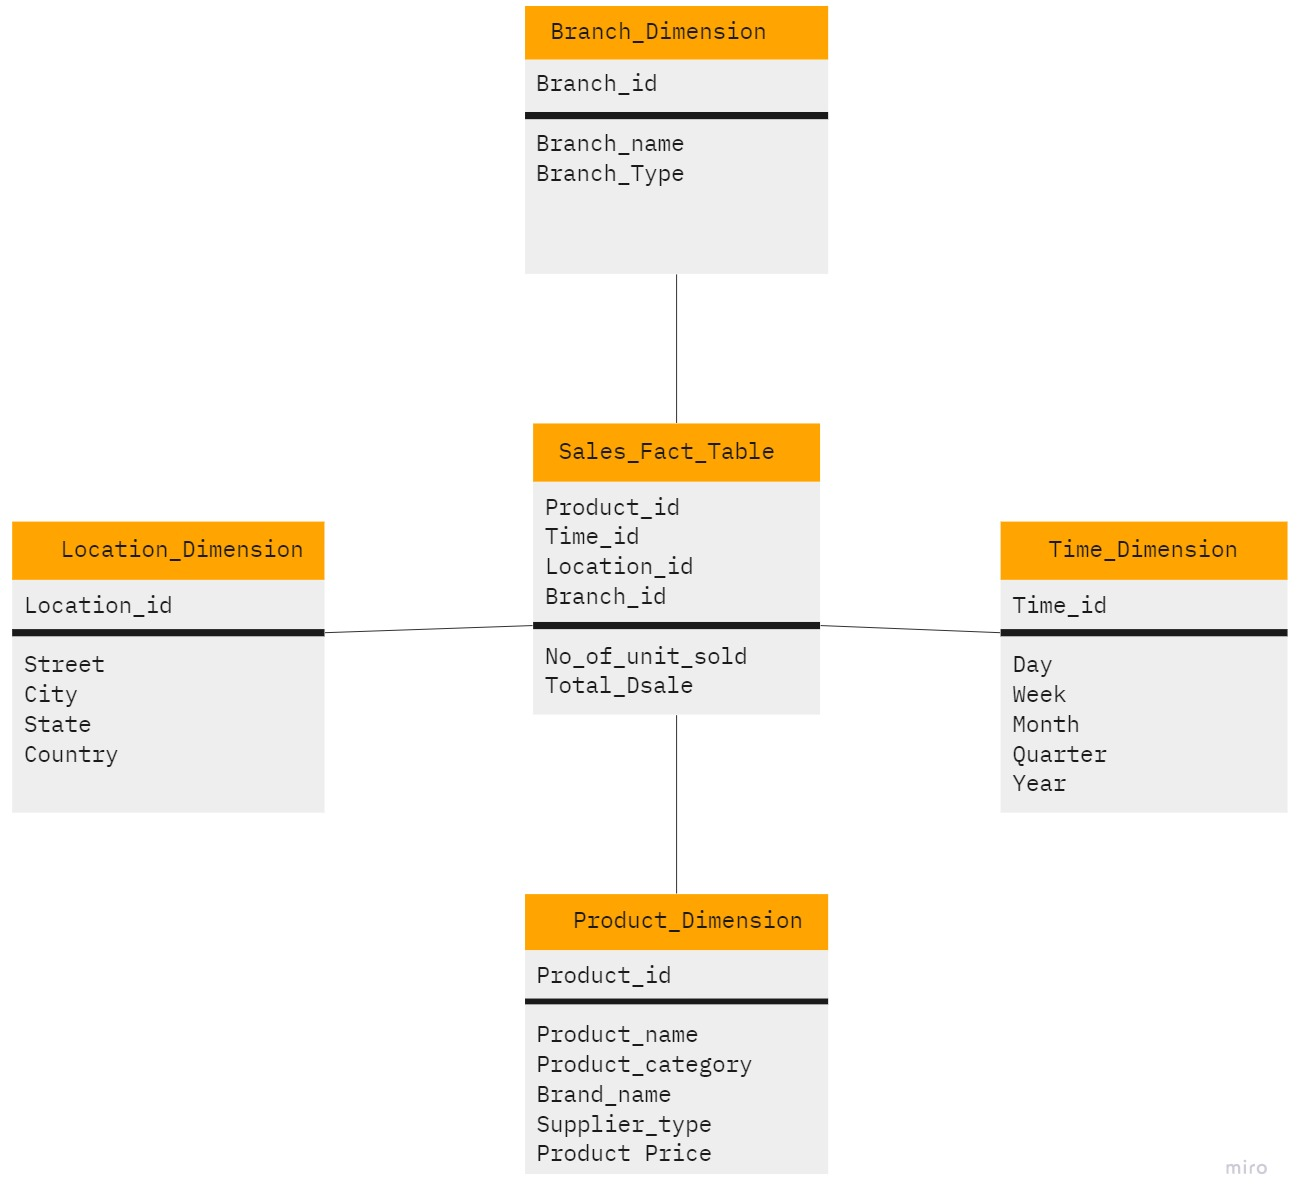 Branch_Dimension
Branch_id
Branch_name
Branch_Type
Sales_Fact_Table
Product_id
Time_id
Location_id
Branch_id
No_of_unit_sold
Total_Dsale
Location_Dimension
Location_id
Street
City
State
Country
Time_Dimension
Time_id
Day
Week
Month
Quarter
Year
Product_Dimension
Product_id
Product_name
Product_category
Brand_name
Supplier_type
Product Price
miro